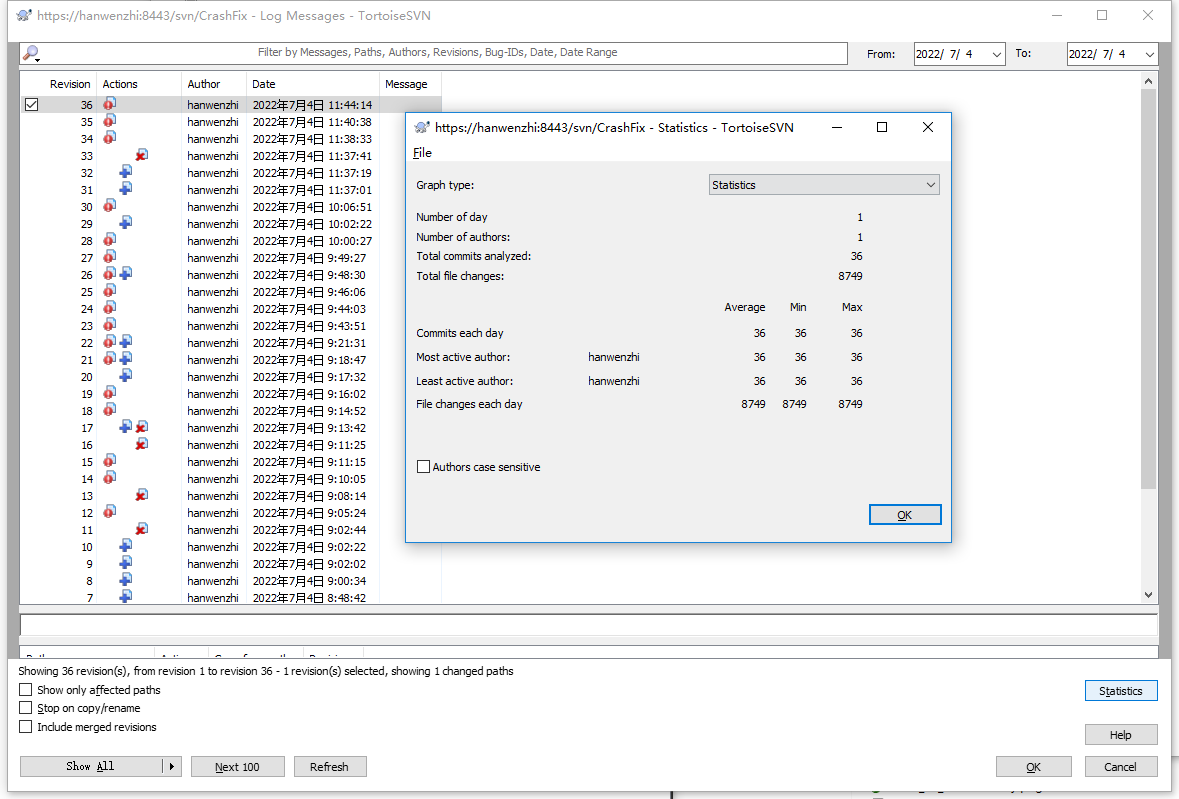 https://hanwenzhi:8443/svn/CrashFix - Log Messages - TortoiseSVN
Filter by Messages, Paths, Authors, Revisions, Bug-IDs, Date, Date Range
From: 2022/ 7/ 4 To: 2022/ 7/ 4
Revision Actions Author Date Message
36 hanwenzhi 2022年7月4日 11:44:14
35 hanwenzhi 2022年7月4日 11:40:38
34 hanwenzhi 2022年7月4日 11:38:33
33 hanwenzhi 2022年7月4日 11:37:41
32 hanwenzhi 2022年7月4日 11:37:19
31 hanwenzhi 2022年7月4日 11:37:01
30 hanwenzhi 2022年7月4日 10:06:51
29 hanwenzhi 2022年7月4日 10:02:22
28 hanwenzhi 2022年7月4日 10:00:27
27 hanwenzhi 2022年7月4日 9:49:27
26 hanwenzhi 2022年7月4日 9:48:30
25 hanwenzhi 2022年7月4日 9:46:06
24 hanwenzhi 2022年7月4日 9:44:03
23 hanwenzhi 2022年7月4日 9:43:51
22 hanwenzhi 2022年7月4日 9:21:31
21 hanwenzhi 2022年7月4日 9:18:47
20 hanwenzhi 2022年7月4日 9:17:32
19 hanwenzhi 2022年7月4日 9:16:02
18 hanwenzhi 2022年7月4日 9:14:52
17 hanwenzhi 2022年7月4日 9:13:42
16 hanwenzhi 2022年7月4日 9:11:25
15 hanwenzhi 2022年7月4日 9:11:15
14 hanwenzhi 2022年7月4日 9:10:05
13 hanwenzhi 2022年7月4日 9:08:14
12 hanwenzhi 2022年7月4日 9:05:24
11 hanwenzhi 2022年7月4日 9:02:44
10 hanwenzhi 2022年7月4日 9:02:22
9 hanwenzhi 2022年7月4日 9:02:02
8 hanwenzhi 2022年7月4日 9:00:34
7 hanwenzhi 2022年7月4日 8:48:42
https://hanwenzhi:8443/svn/CrashFix - Statistics - TortoiseSVN
File
Graph type: Statistics
Number of day 1
Number of authors: 1
Total commits analyzed: 36
Total file changes: 8749
Average Min Max
Commits each day 36 36 36
Most active author: hanwenzhi 36 36 36
Least active author: hanwenzhi 36 36 36
File changes each day 8749 8749 8749
Authors case sensitive
OK
Showing 36 revision(s), from revision 1 to revision 36 - 1 revision(s) selected, showing 1 changed paths
Show only affected paths
Stop on copy/rename
Include merged revisions
Statistics
Help
Show All Next 100 Refresh OK Cancel